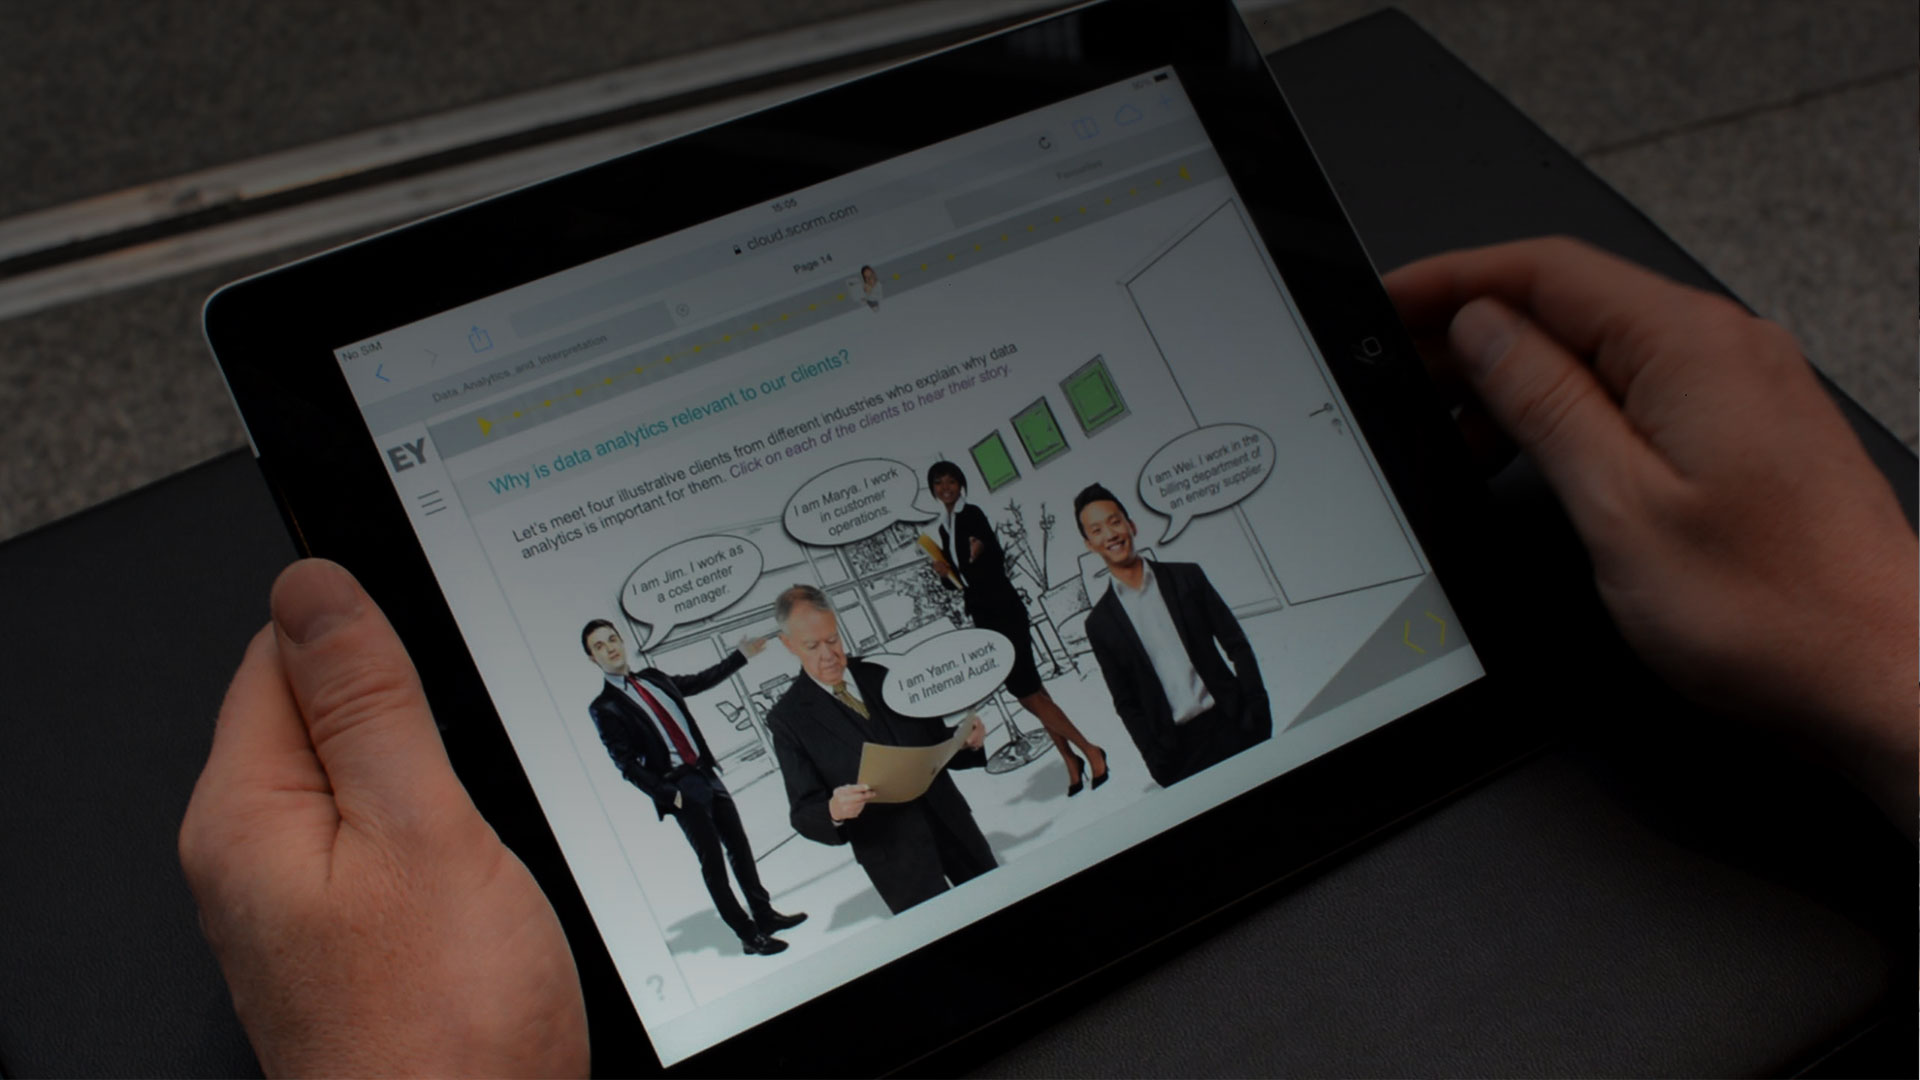 No SIM
15:05
90%
cloud.scorm.com
Favourites
Data_Analytics_and_Interpretation
Page 14
EY
Why is data analytics relevant to our clients?
Let's meet four illustrative clients from different industries who explain why data
analytics is important for them. Click on each of the clients to hear their story.
I am Jim. I work as
a cost center
manager.
I am Marya. I work
in customer
operations.
I am Yann. I work
in Internal Audit.
I am Wei. I work in the
billing department of
an energy supplier.
?